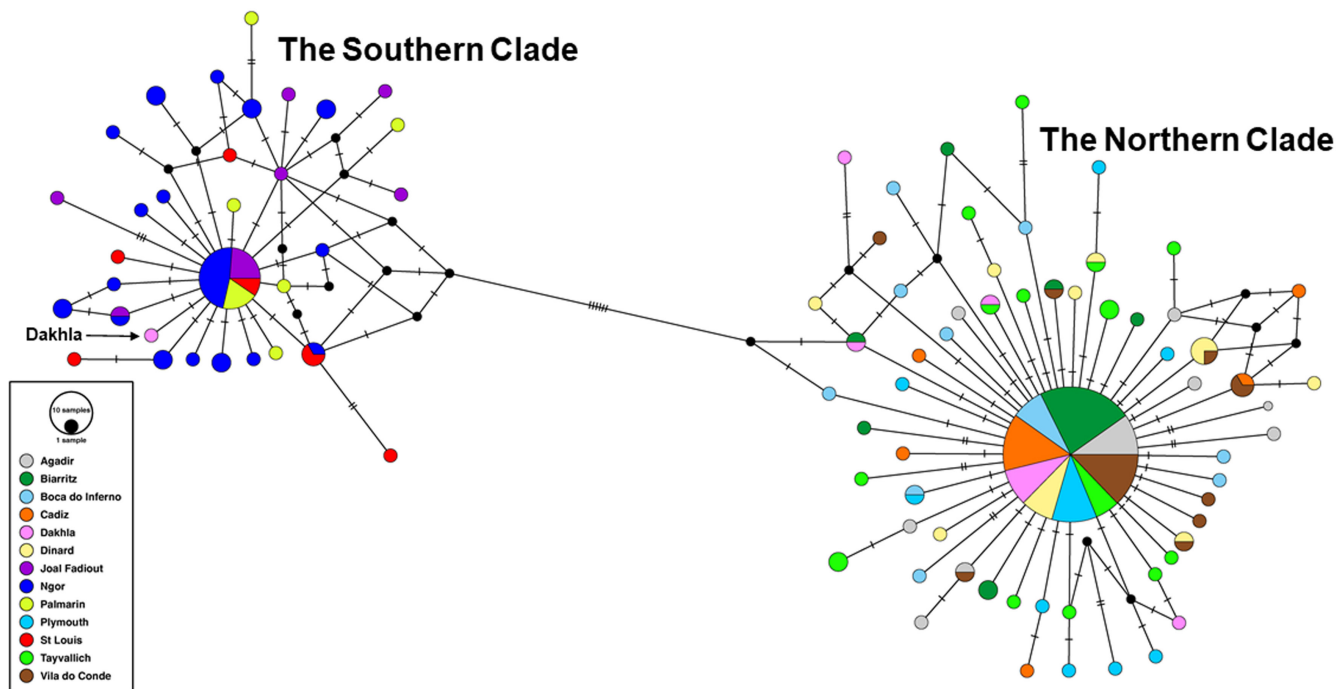 The Southern Clade
The Northern Clade
Dakhla
10 samples
1 sample
Agadir
Biarritz
Boca do Inferno
Cadiz
Dakhla
Dinard
Joal Fadiout
Ngor
Palmarin
Plymouth
St Louis
Tayvallich
Vila do Conde